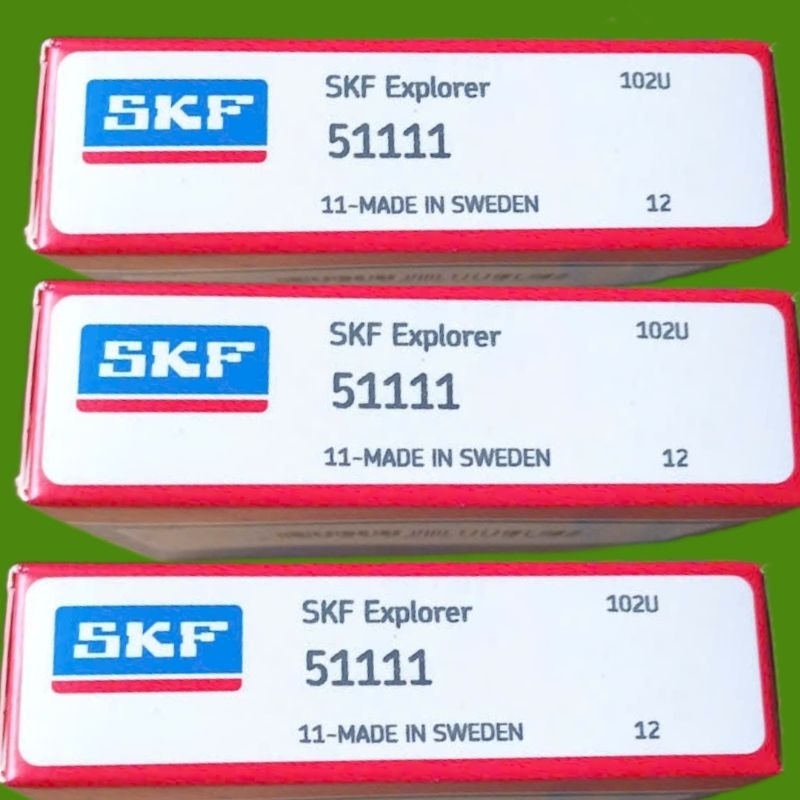 SKF
SKF Explorer 102U
51111
11-MADE IN SWEDEN 12
SKF
SKF Explorer 102U
51111
11-MADE IN SWEDEN 12
SKF
SKF Explorer 102U
51111
11-MADE IN SWEDEN 12